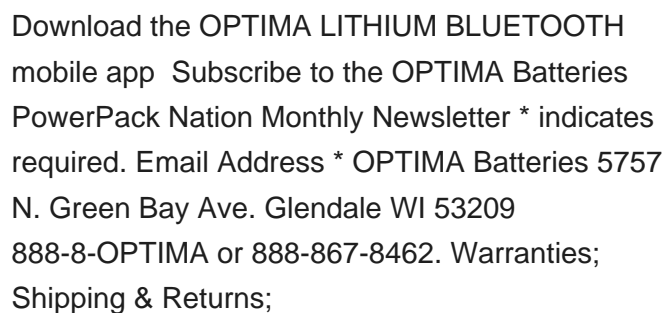 Download the OPTIMA LITHIUM BLUETOOTH
mobile app  Subscribe to the OPTIMA Batteries
PowerPack Nation Monthly Newsletter * indicates
required. Email Address * OPTIMA Batteries 5757
N. Green Bay Ave. Glendale WI 53209
888-8-OPTIMA or 888-867-8462. Warranties;
Shipping & Returns;